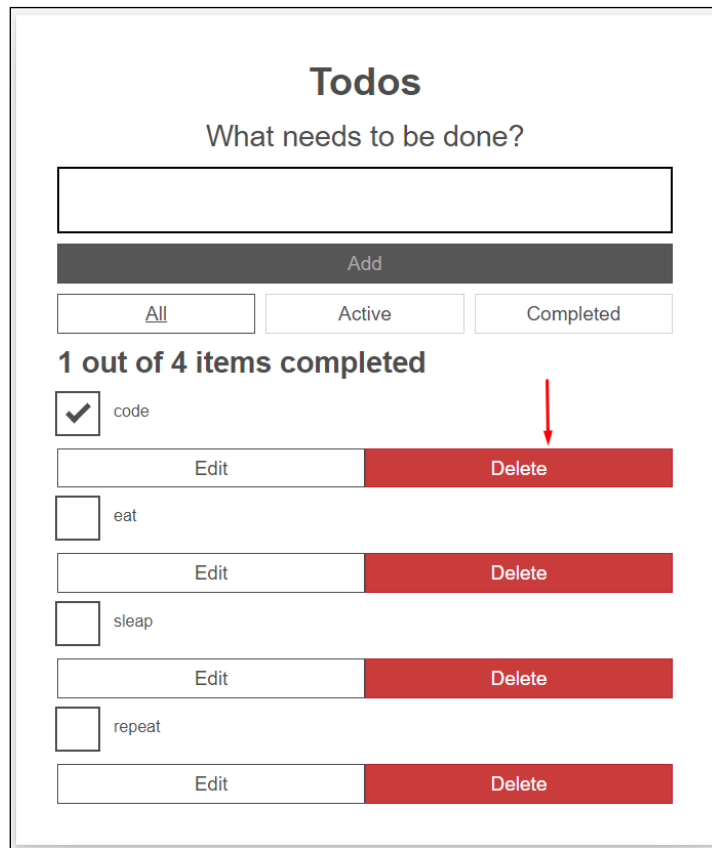 Todos
What needs to be done?
Add
All Active Completed
1 out of 4 items completed
code
Edit Delete
eat
Edit Delete
sleap
Edit Delete
repeat
Edit Delete